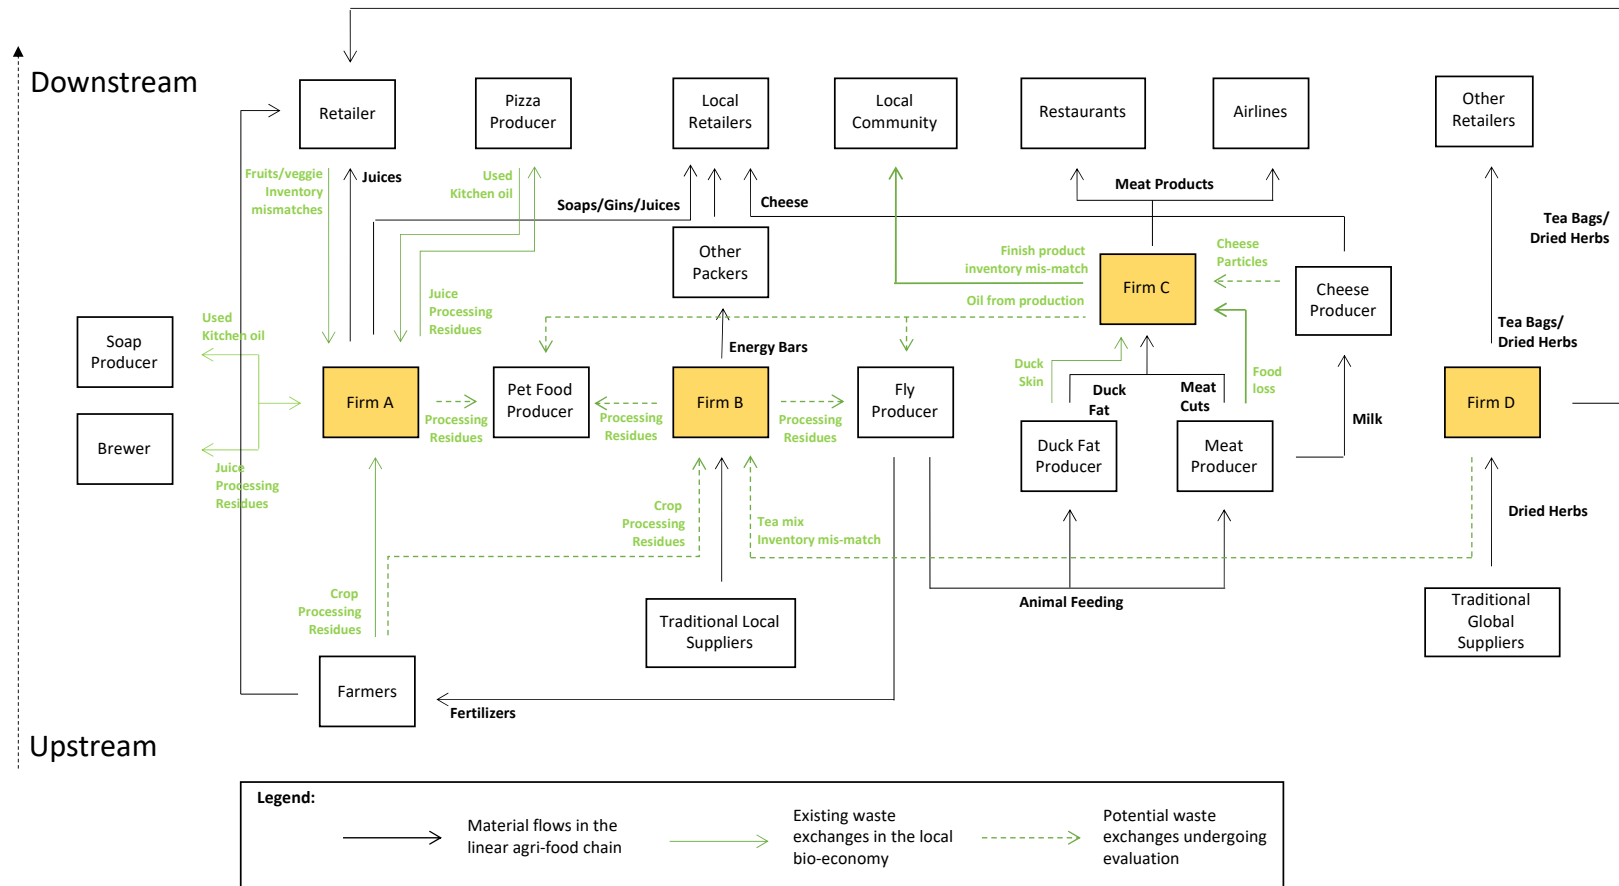 Downstream
Retailer
Pizza
Producer
Local
Retailers
Local
Community
Restaurants
Airlines
Other
Retailers
Fruits/veggie
Inventory
mismatches
Juices
Used
Kitchen oil
Soaps/Gins/Juices
Cheese
Meat Products
Tea Bags/
Dried Herbs
Other
Packers
Finish product
inventory mis-match
Cheese
Particles
Firm C
Cheese
Producer
Juice
Processing
Residues
Oil from production
Soap
Producer
Used
Kitchen oil
Energy Bars
Tea Bags/
Dried Herbs
Duck
Skin
Food
loss
Firm A
Pet Food
Producer
Firm B
Fly
Producer
Duck
Fat
Meat
Cuts
Milk
Firm D
Processing
Residues
Processing
Residues
Processing
Residues
Brewer
Juice
Processing
Residues
Duck Fat
Producer
Meat
Producer
Crop
Processing
Residues
Tea mix
Inventory mis-match
Dried Herbs
Crop
Processing
Residues
Traditional Local
Suppliers
Animal Feeding
Traditional
Global
Suppliers
Farmers
Fertilizers
Upstream
Legend:
Material flows in the
linear agri-food chain
Existing waste
exchanges in the local
bio-economy
Potential waste
exchanges undergoing
evaluation